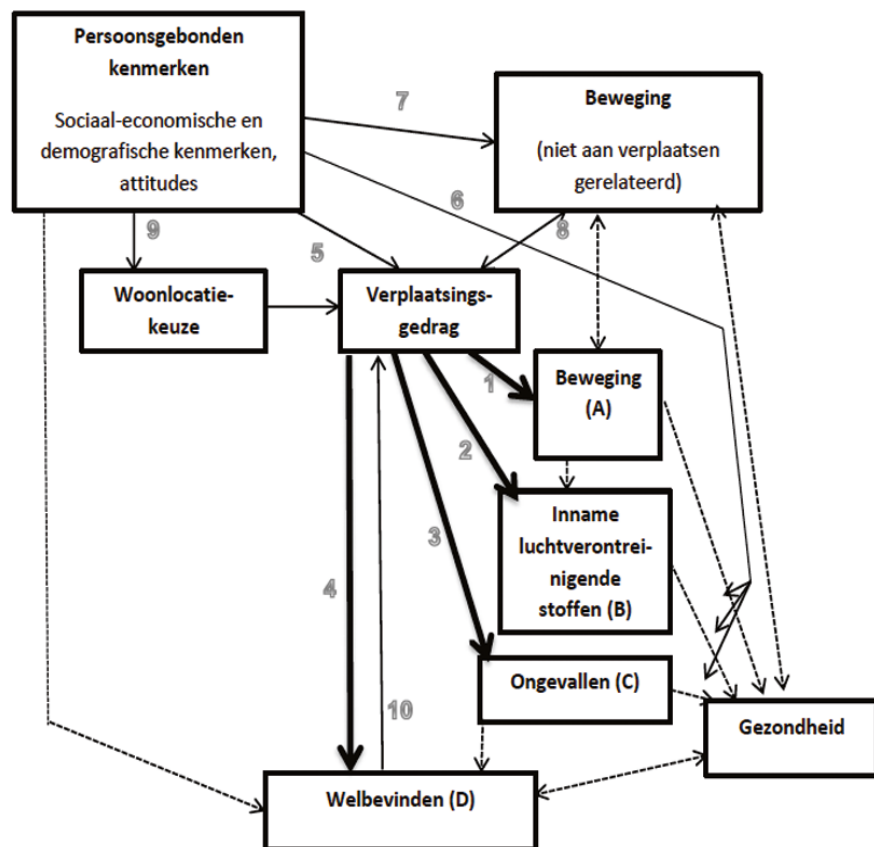 Persoonsgebonden
kenmerken
Sociaal-economische en
demografische kenmerken,
attitudes
7
Beweging
(niet aan verplaatsen
gerelateerd)
6
9
5
8
Woonlocatie-
keuze
Verplaatsings-
gedrag
1
Beweging
(A)
2
Inname
luchtverontrei-
nigende
stoffen (B)
3
4
Ongevallen (C)
10
Gezondheid
Welbevinden (D)